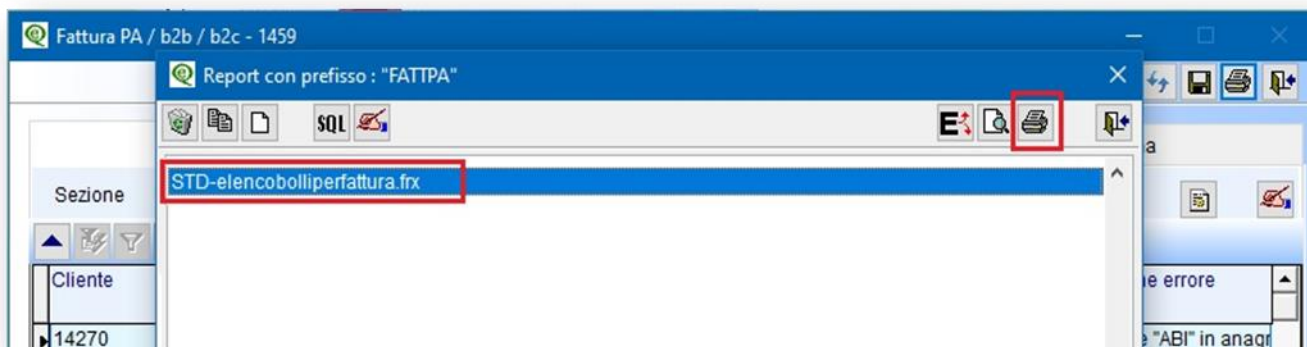 Fattura PA / b2b / b2c - 1459
Report con prefisso : "FATTPA"
SQL
E
a
STD-elencobolliperfattura.frx
Sezione
Cliente
ne errore
14270
e "ABI" in anagr